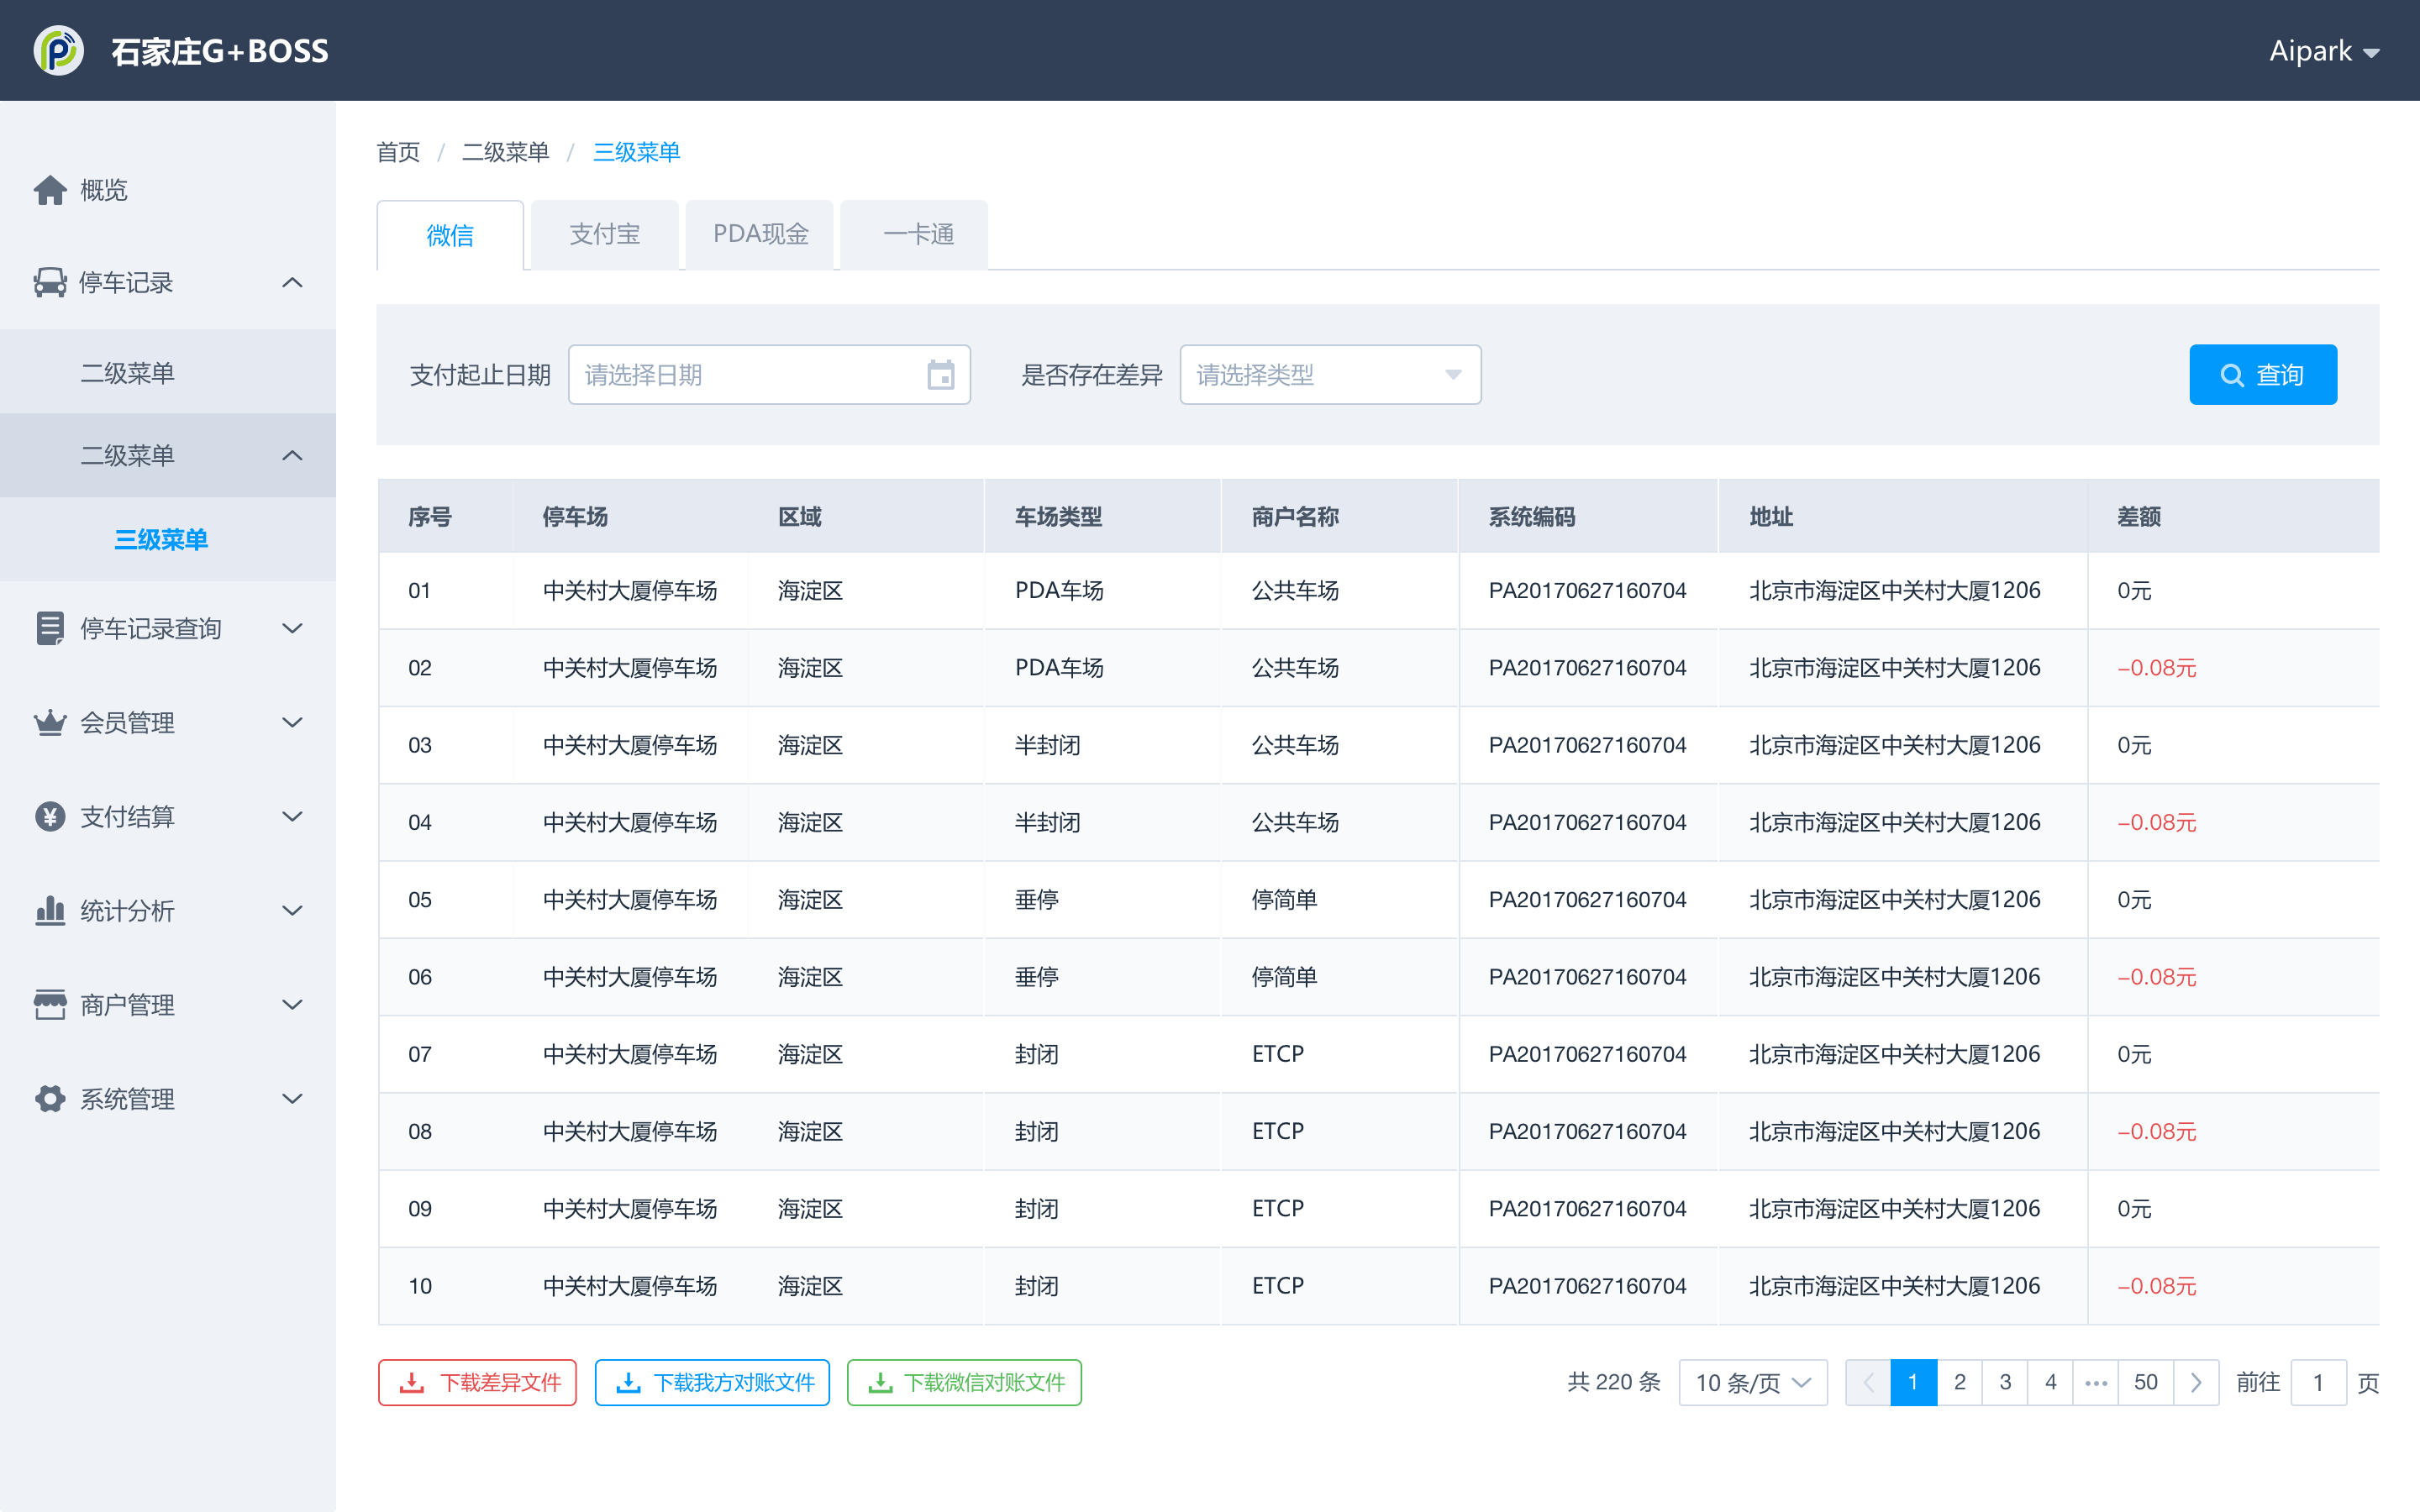 石家庄G+BOSS
Aipark
概览
停车记录
二级菜单
二级菜单
三级菜单
停车记录查询
会员管理
支付结算
统计分析
商户管理
系统管理
首页 / 二级菜单 / 三级菜单
微信 支付宝 PDA现金 一卡通
支付起止日期 请选择日期 是否存在差异 请选择类型 查询
序号 停车场 区域 车场类型 商户名称 系统编码 地址 差额
01 中关村大厦停车场 海淀区 PDA车场 公共车场 PA20170627160704 北京市海淀区中关村大厦1206 0元
02 中关村大厦停车场 海淀区 PDA车场 公共车场 PA20170627160704 北京市海淀区中关村大厦1206 –0.08元
03 中关村大厦停车场 海淀区 半封闭 公共车场 PA20170627160704 北京市海淀区中关村大厦1206 0元
04 中关村大厦停车场 海淀区 半封闭 公共车场 PA20170627160704 北京市海淀区中关村大厦1206 –0.08元
05 中关村大厦停车场 海淀区 垂停 停简单 PA20170627160704 北京市海淀区中关村大厦1206 0元
06 中关村大厦停车场 海淀区 垂停 停简单 PA20170627160704 北京市海淀区中关村大厦1206 –0.08元
07 中关村大厦停车场 海淀区 封闭 ETCP PA20170627160704 北京市海淀区中关村大厦1206 0元
08 中关村大厦停车场 海淀区 封闭 ETCP PA20170627160704 北京市海淀区中关村大厦1206 –0.08元
09 中关村大厦停车场 海淀区 封闭 ETCP PA20170627160704 北京市海淀区中关村大厦1206 0元
10 中关村大厦停车场 海淀区 封闭 ETCP PA20170627160704 北京市海淀区中关村大厦1206 –0.08元
下载差异文件 下载我方对账文件 下载微信对账文件 共 220 条 10 条/页 1 2 3 4 ··· 50 前往 1 页